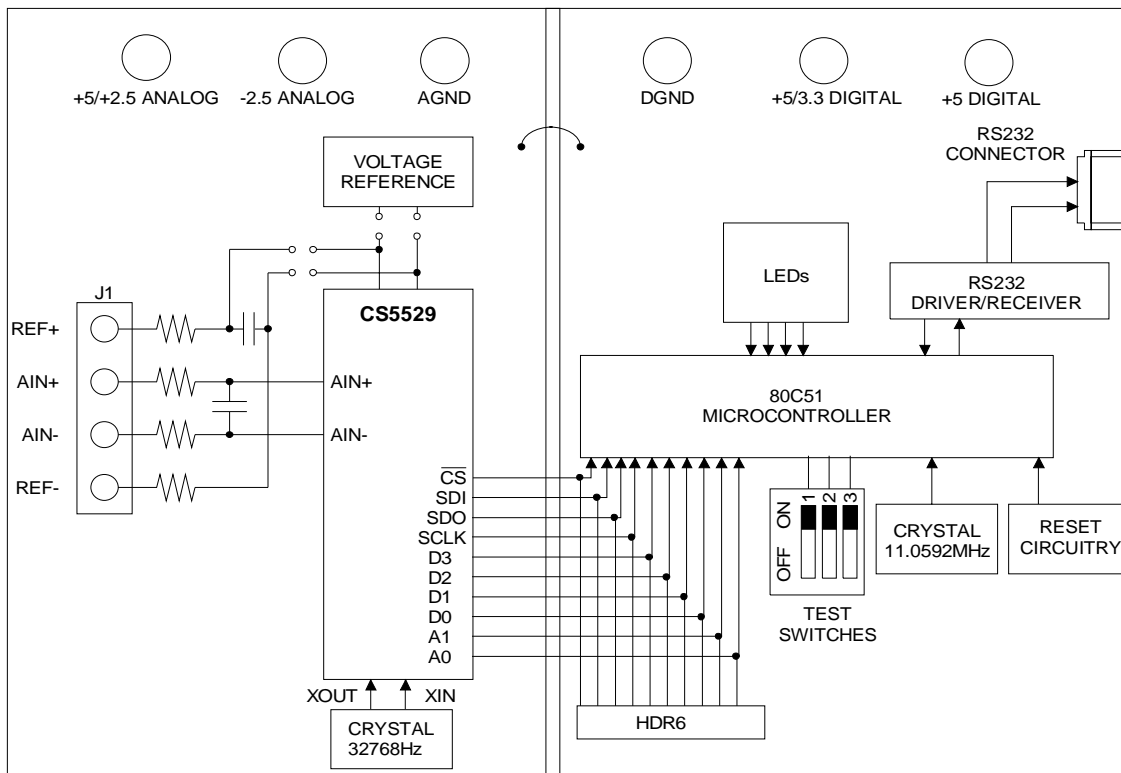 +5/+2.5 ANALOG
-2.5 ANALOG
AGND
DGND
+5/3.3 DIGITAL
+5 DIGITAL
RS232
CONNECTOR
VOLTAGE
REFERENCE
LEDs
RS232
DRIVER/RECEIVER
J1
CS5529
REF+
AIN+
AIN-
REF-
AIN+
AIN-
80C51
MICROCONTROLLER
CS
SDI
SDO
SCLK
D3
D2
D1
D0
A1
A0
ON
OFF
1
2
3
TEST
SWITCHES
CRYSTAL
11.0592MHz
RESET
CIRCUITRY
XOUT
XIN
CRYSTAL
32768Hz
HDR6